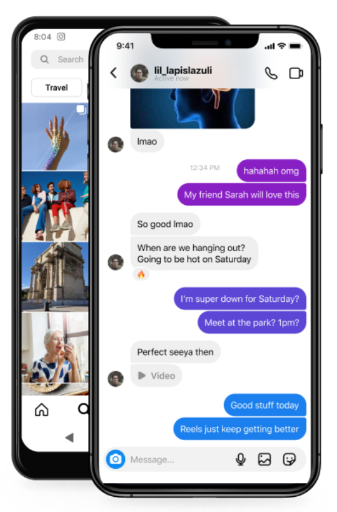 8:04
Search
Travel
9:41
lil_lapislazuli
Active now
lmao
12:34 PM
hahahah omg
My friend Sarah will love this
So good lmao
When are we hanging out?
Going to be hot on Saturday
I'm super down for Saturday?
Meet at the park? 1pm?
Perfect seeya then
Video
Good stuff today
Reels just keep getting better
Message...